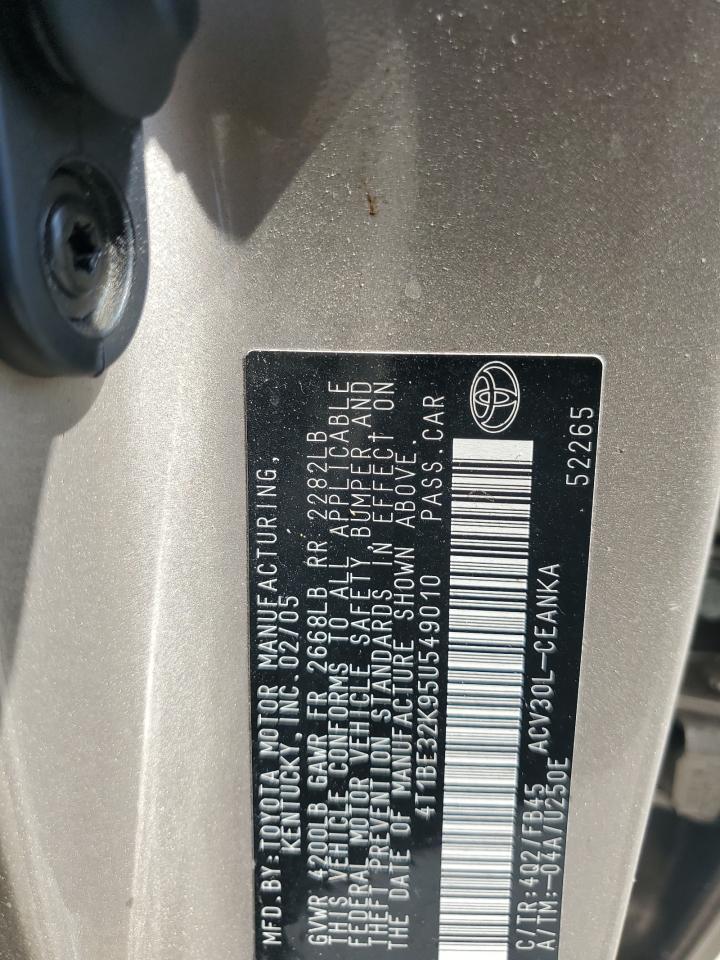 MFD.BY:TOYOTA MOTOR MANUFACTURING,
KENTUCKY, INC.02/05
GVWR 4200LB GAWR FR 2668LB RR 2282LB
THIS VEHICLE CONFORMS TO ALL APPLICABLE
FEDERAL MOTOR VEHICLE SAFETY BUMPER AND
THEFT PREVENTION STANDARDS IN EFFECT ON
THE DATE OF MANUFACTURE SHOWN ABOVE.
4T1BE32K95U549010 PASS.CAR
C/TR:4Q2/FB45 ACV30L-CEANKA
A/TM:-04A/U250E 52265